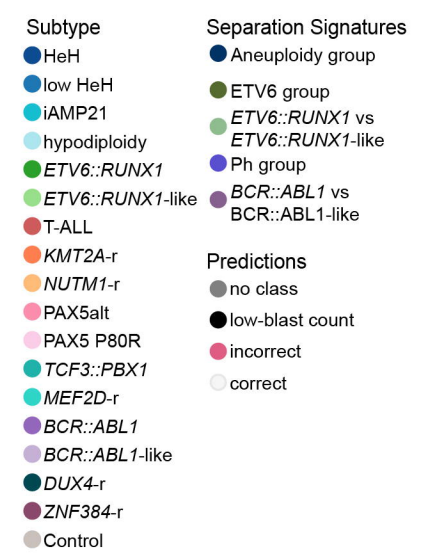 Subtype
HeH
low HeH
iAMP21
hypodiploidy
ETV6::RUNX1
ETV6::RUNX1-like
T-ALL
KMT2A-r
NUTM1-r
PAX5alt
PAX5 P80R
TCF3::PBX1
MEF2D-r
BCR::ABL1
BCR::ABL1-like
DUX4-r
ZNF384-r
Control
Separation Signatures
Aneuploidy group
ETV6 group
ETV6::RUNX1 vs
ETV6::RUNX1-like
Ph group
BCR::ABL1 vs
BCR::ABL1-like
Predictions
no class
low-blast count
incorrect
correct